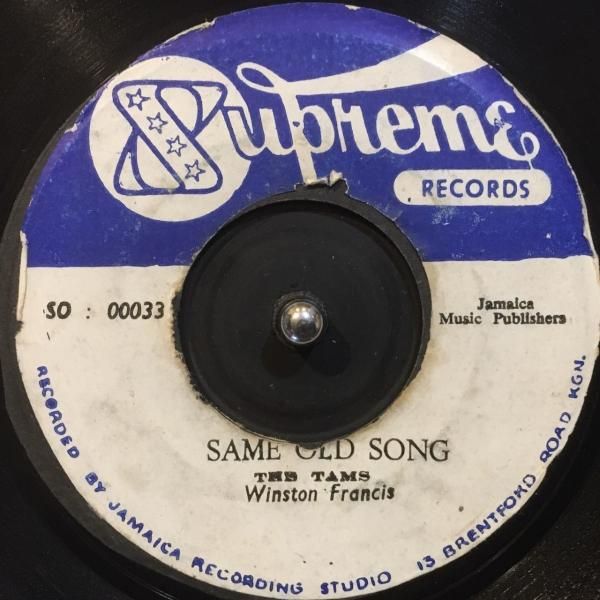 Supreme
RECORDS
SO : 00033
Jamaica
Music Publishers
SAME OLD SONG
THE TAMS
Winston Francis
RECORDED BY JAMAICA RECORDING STUDIO 13 BRENTFORD ROAD KGN.